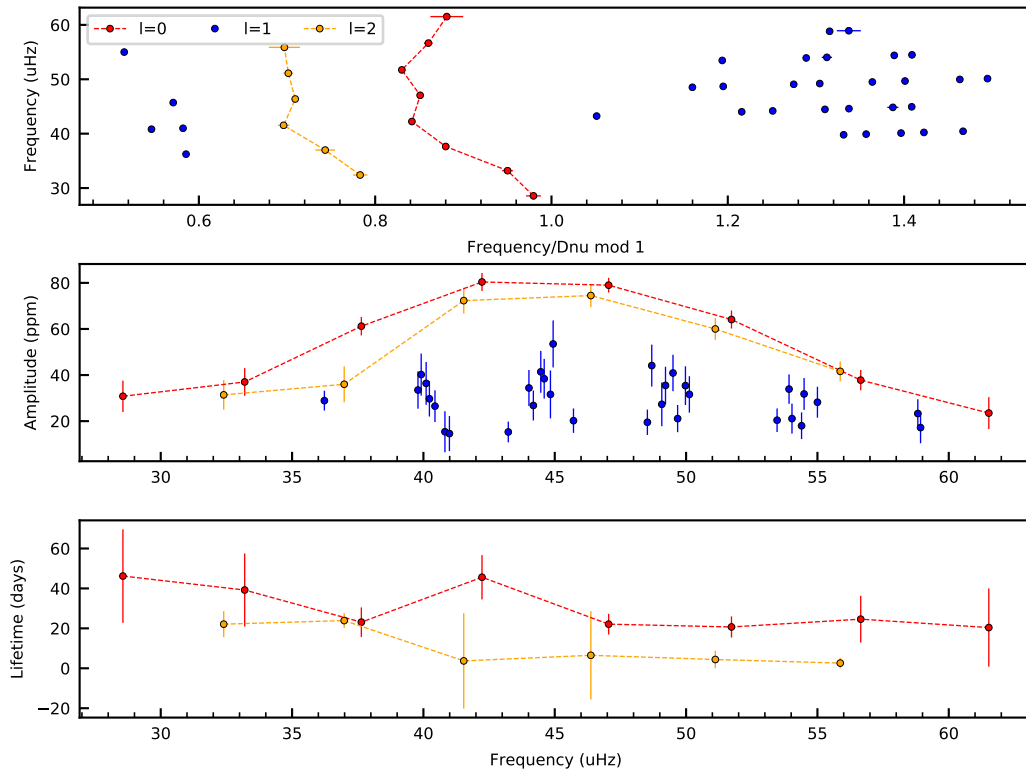 l=0 l=1 l=2
Frequency (uHz)
60
50
40
30
0.6 0.8 1.0 1.2 1.4
Frequency/Dnu mod 1
Amplitude (ppm)
80
60
40
20
30 35 40 45 50 55 60
Lifetime (days)
60
40
20
0
−20
30 35 40 45 50 55 60
Frequency (uHz)